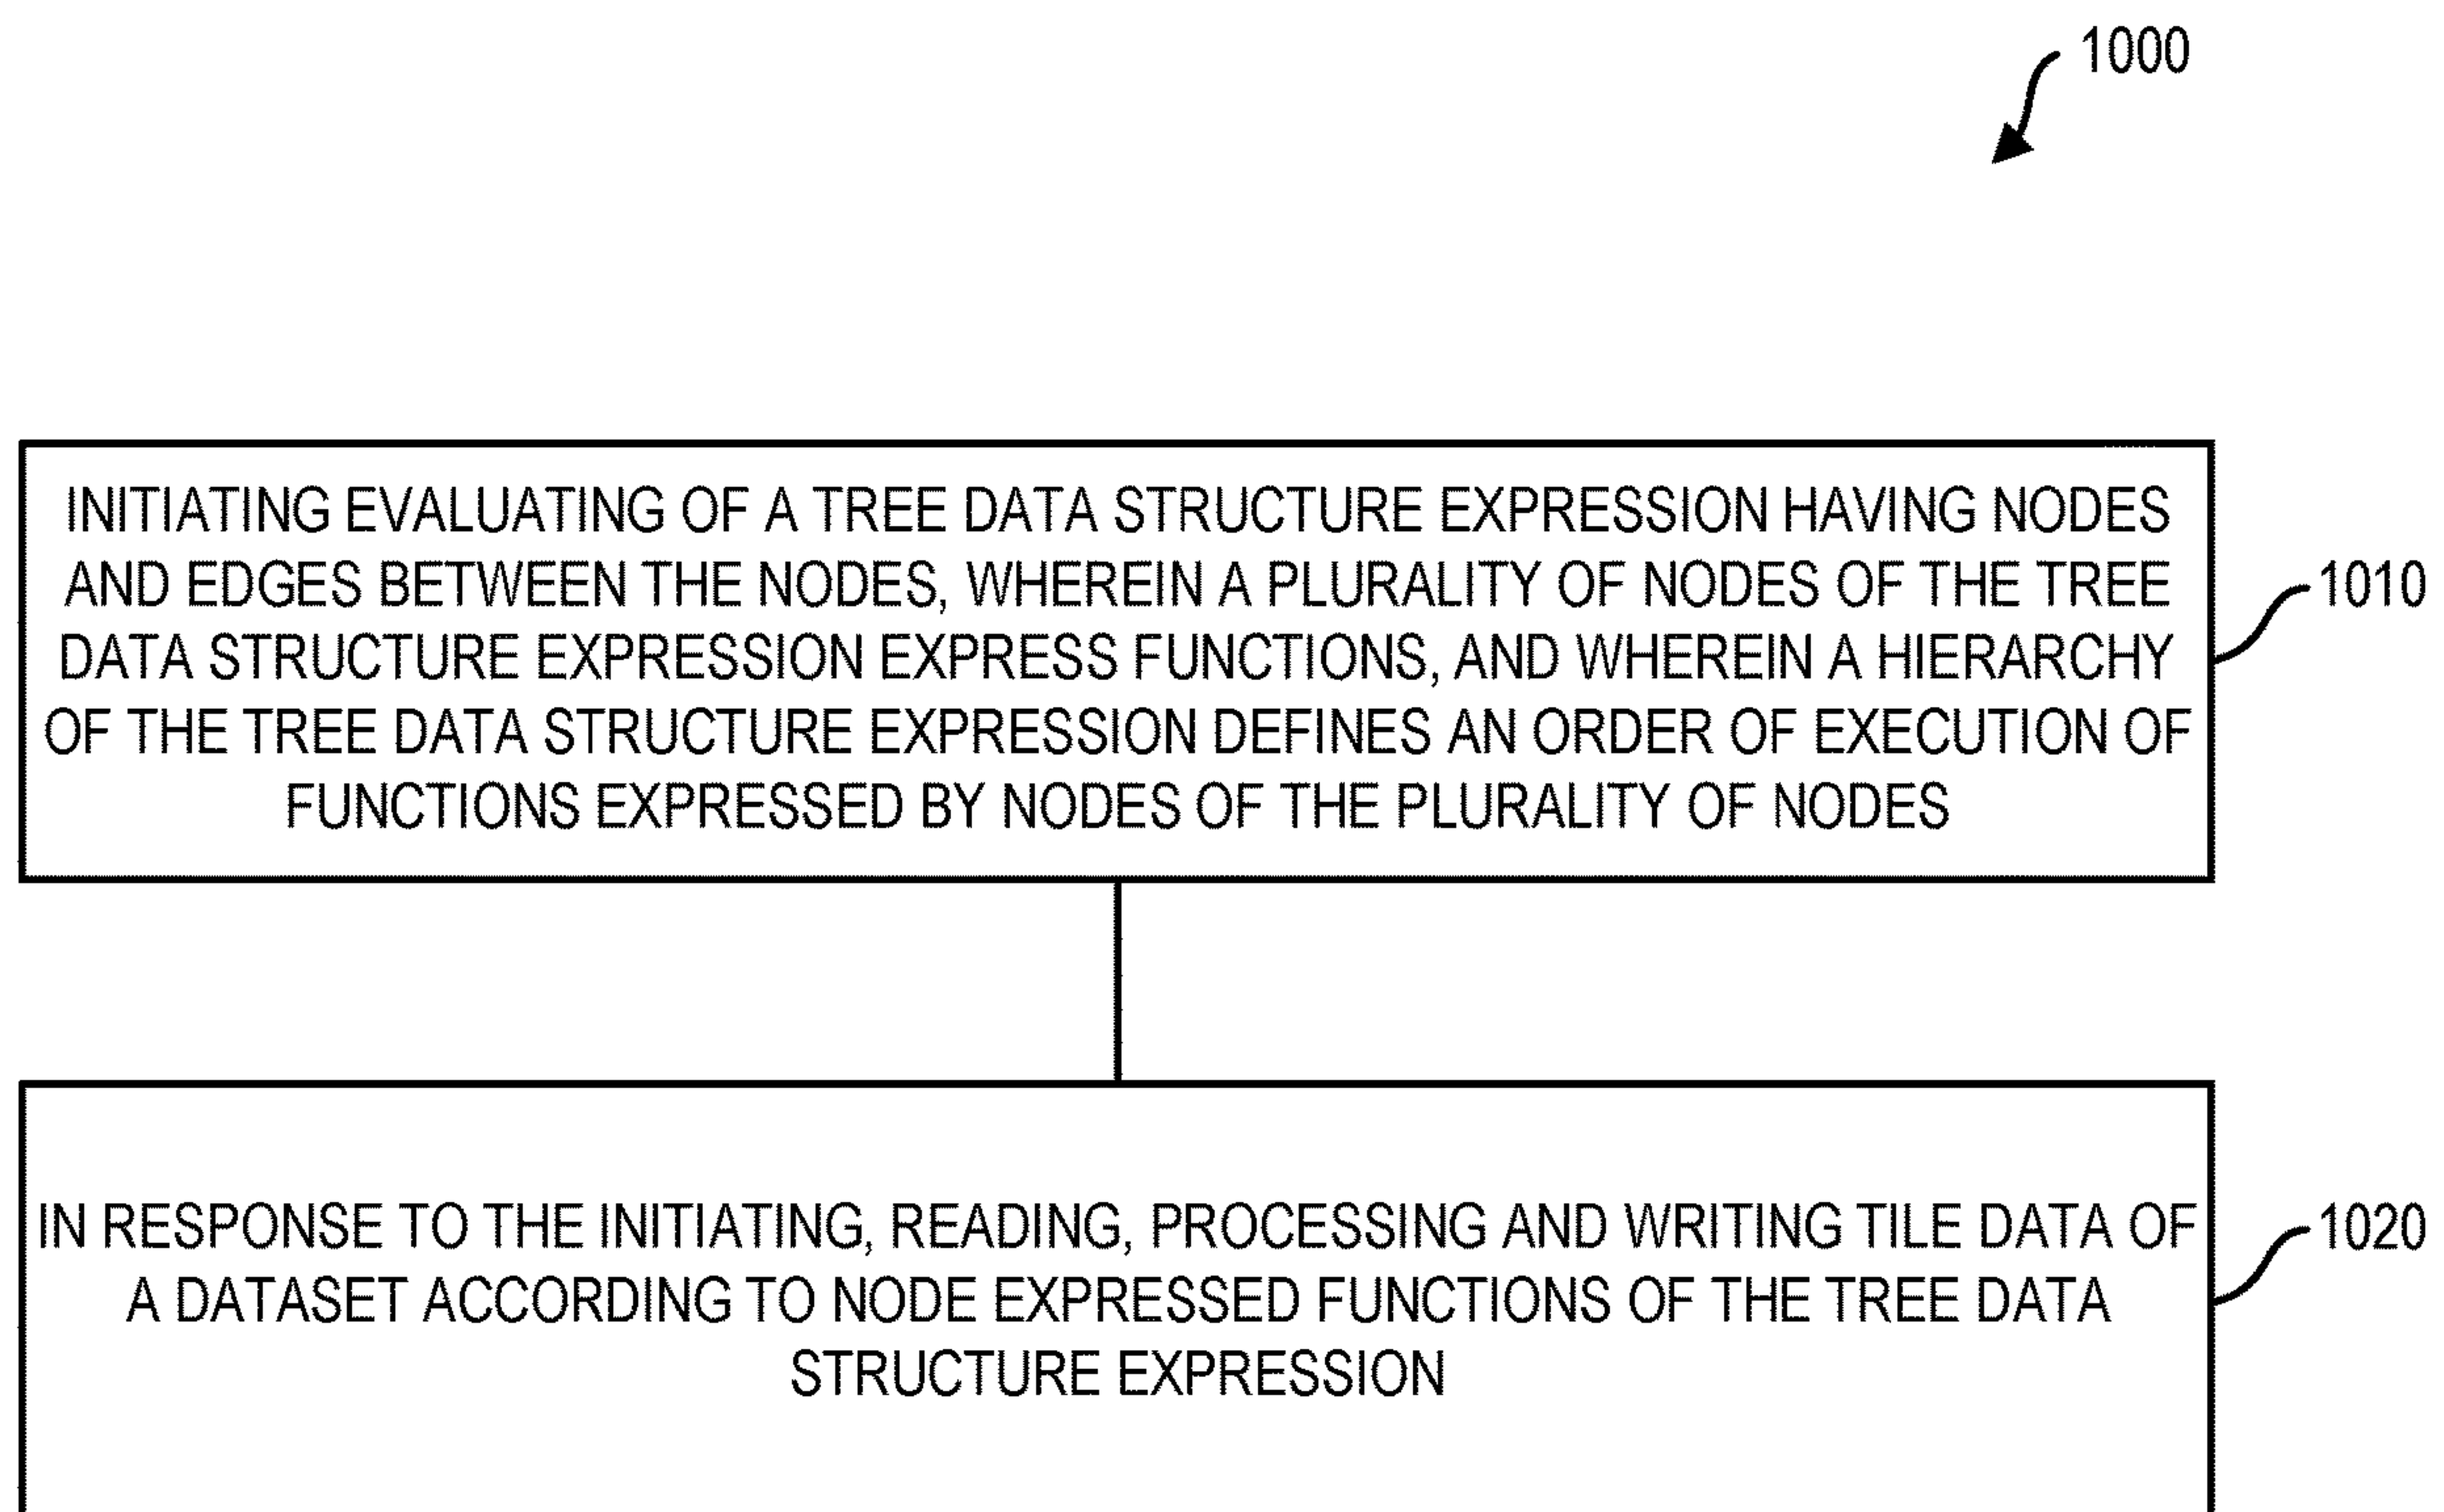 1000
INITIATING EVALUATING OF A TREE DATA STRUCTURE EXPRESSION HAVING NODES
AND EDGES BETWEEN THE NODES, WHEREIN A PLURALITY OF NODES OF THE TREE
DATA STRUCTURE EXPRESSION EXPRESS FUNCTIONS, AND WHEREIN A HIERARCHY
OF THE TREE DATA STRUCTURE EXPRESSION DEFINES AN ORDER OF EXECUTION OF
FUNCTIONS EXPRESSED BY NODES OF THE PLURALITY OF NODES
1010
IN RESPONSE TO THE INITIATING, READING, PROCESSING AND WRITING TILE DATA OF
A DATASET ACCORDING TO NODE EXPRESSED FUNCTIONS OF THE TREE DATA
STRUCTURE EXPRESSION
1020